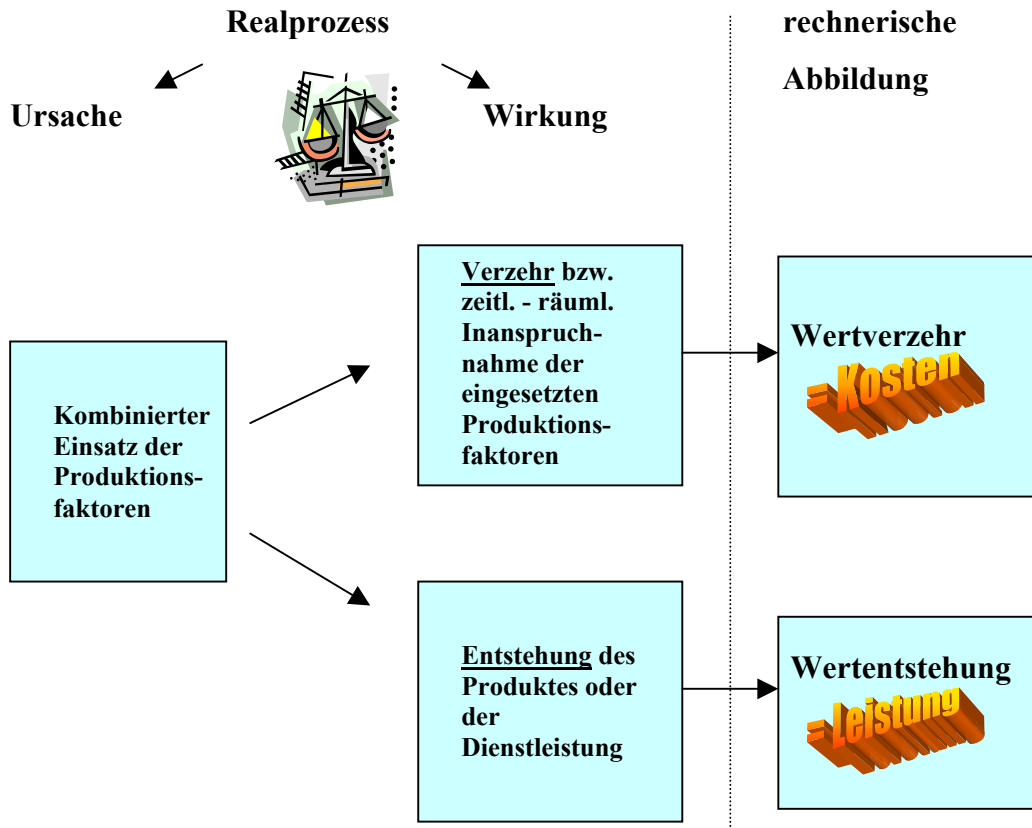 Realprozess
rechnerische
Abbildung
Ursache
Wirkung
Kombinierter
Einsatz der
Produktions-
faktoren
Verzehr bzw.
zeitl. - räuml.
Inanspruch-
nahme der
eingesetzten
Produktions-
faktoren
Wertverzehr
= Kosten
Entstehung des
Produktes oder
der
Dienstleistung
Wertentstehung
= Leistung